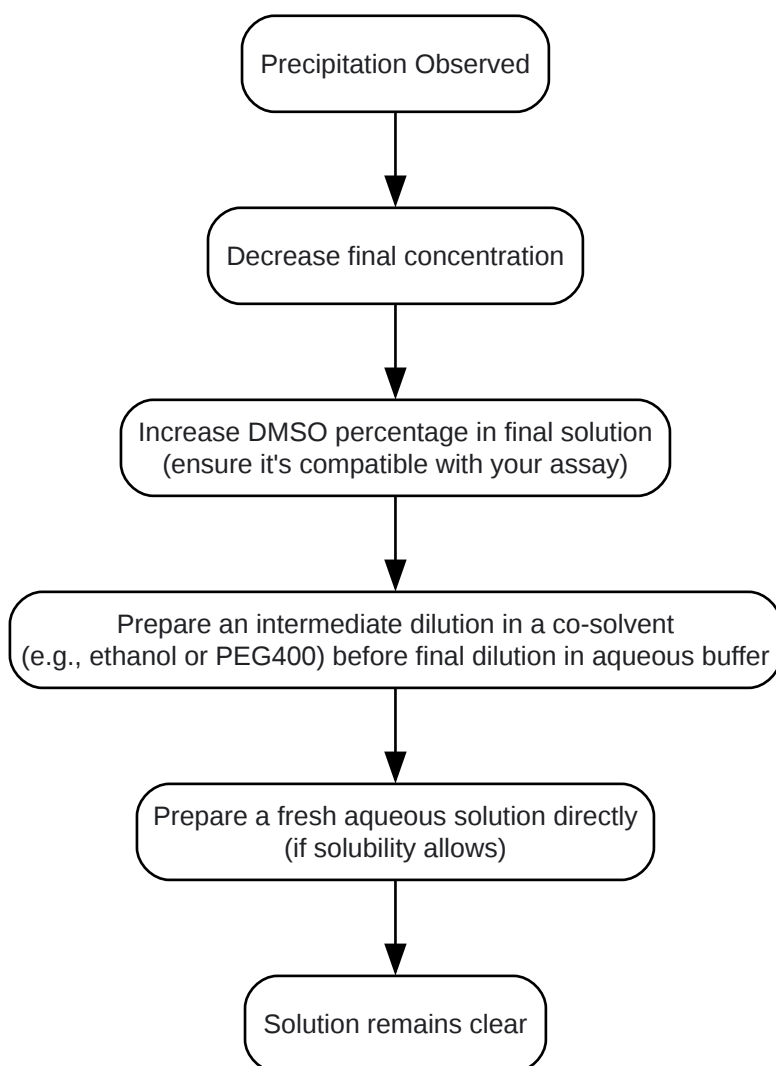 Precipitation Observed
Decrease final concentration
Increase DMSO percentage in final solution
(ensure it's compatible with your assay)
Prepare an intermediate dilution in a co-solvent
(e.g., ethanol or PEG400) before final dilution in aqueous buffer
Prepare a fresh aqueous solution directly
(if solubility allows)
Solution remains clear